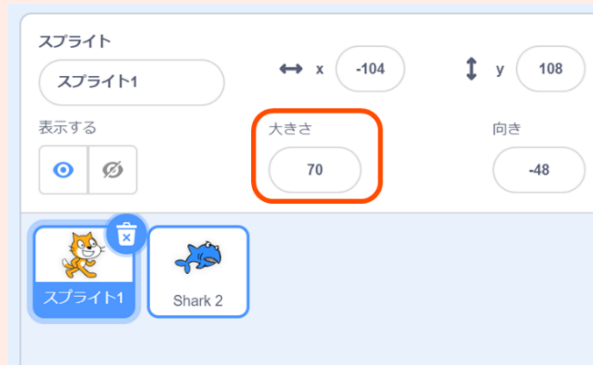 スプライト
スプライト1
x -104
y 108
表示する
大きさ
向き
70
-48
スプライト1
Shark 2